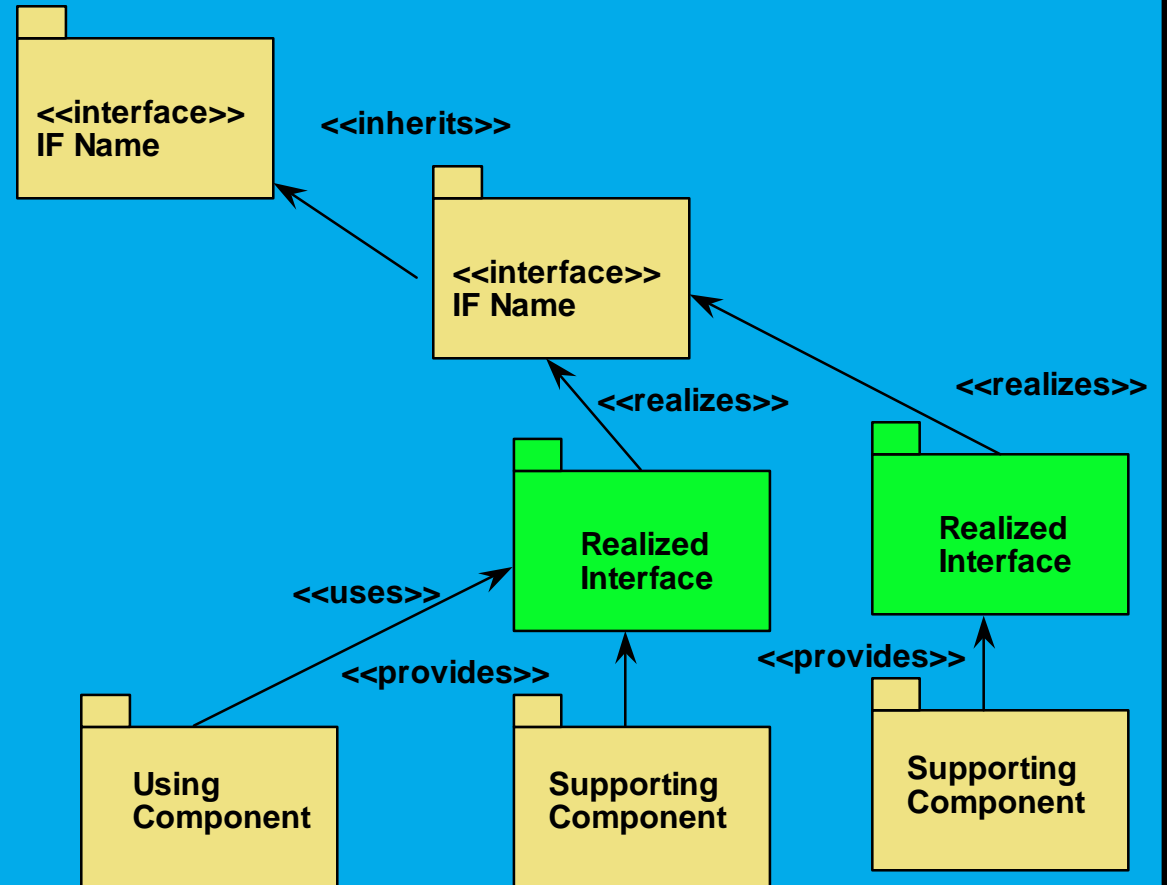 <<interface>>
IF Name
<<inherits>>
<<interface>>
IF Name
<<realizes>>
<<realizes>>
Realized
Interface
Realized
Interface
<<uses>>
<<provides>>
<<provides>>
Using
Component
Supporting
Component
Supporting
Component